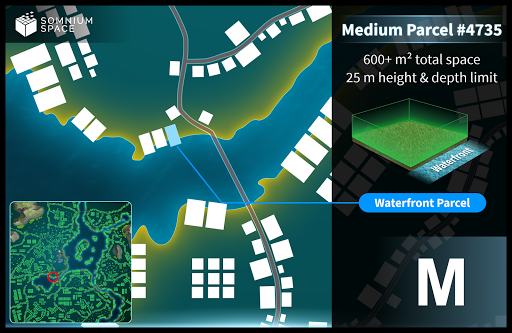 SOMNIUM
SPACE
Medium Parcel #4735
600+ m² total space
25 m height & depth limit
Waterfront
Waterfront Parcel
M